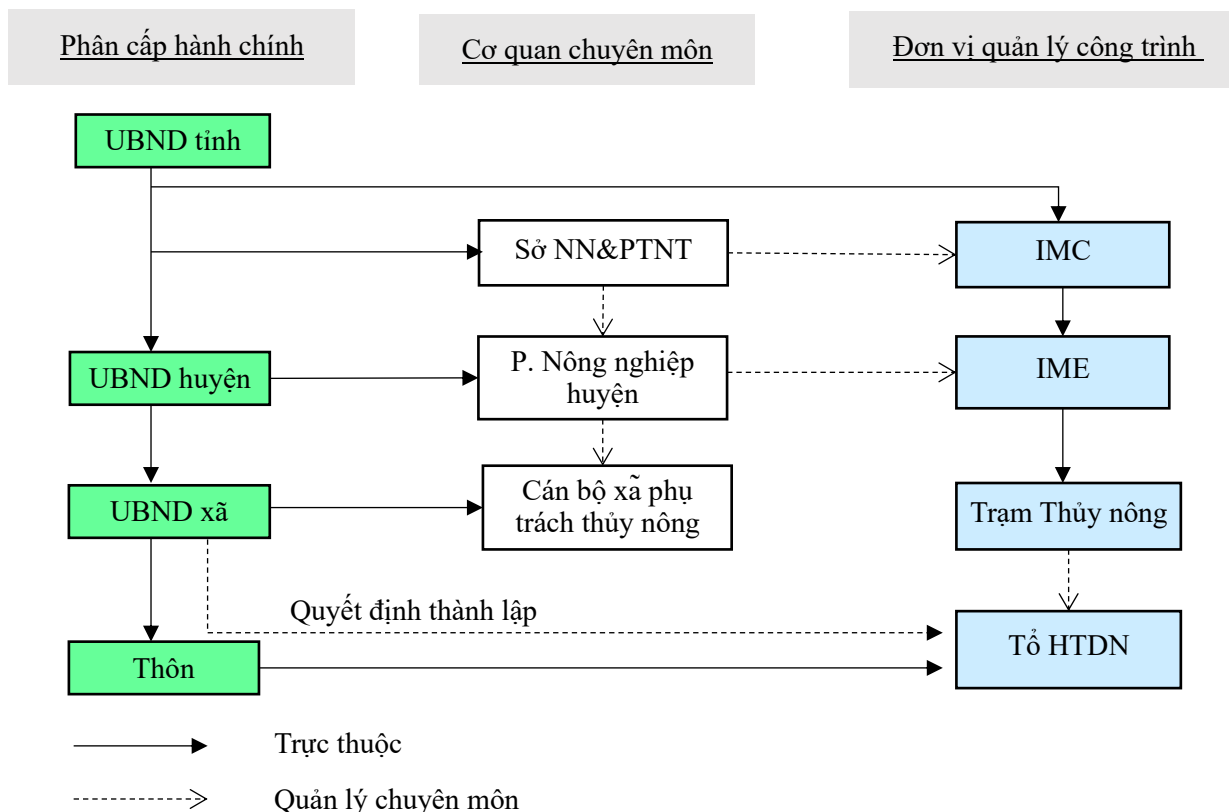 Phân cấp hành chính
Cơ quan chuyên môn
Đơn vị quản lý công trình
UBND tỉnh
Sở NN&PTNT
IMC
UBND huyện
P. Nông nghiệp
huyện
IME
UBND xã
Cán bộ xã phụ
trách thủy nông
Trạm Thủy nông
Quyết định thành lập
Thôn
Tổ HTDN
Trực thuộc
Quản lý chuyên môn